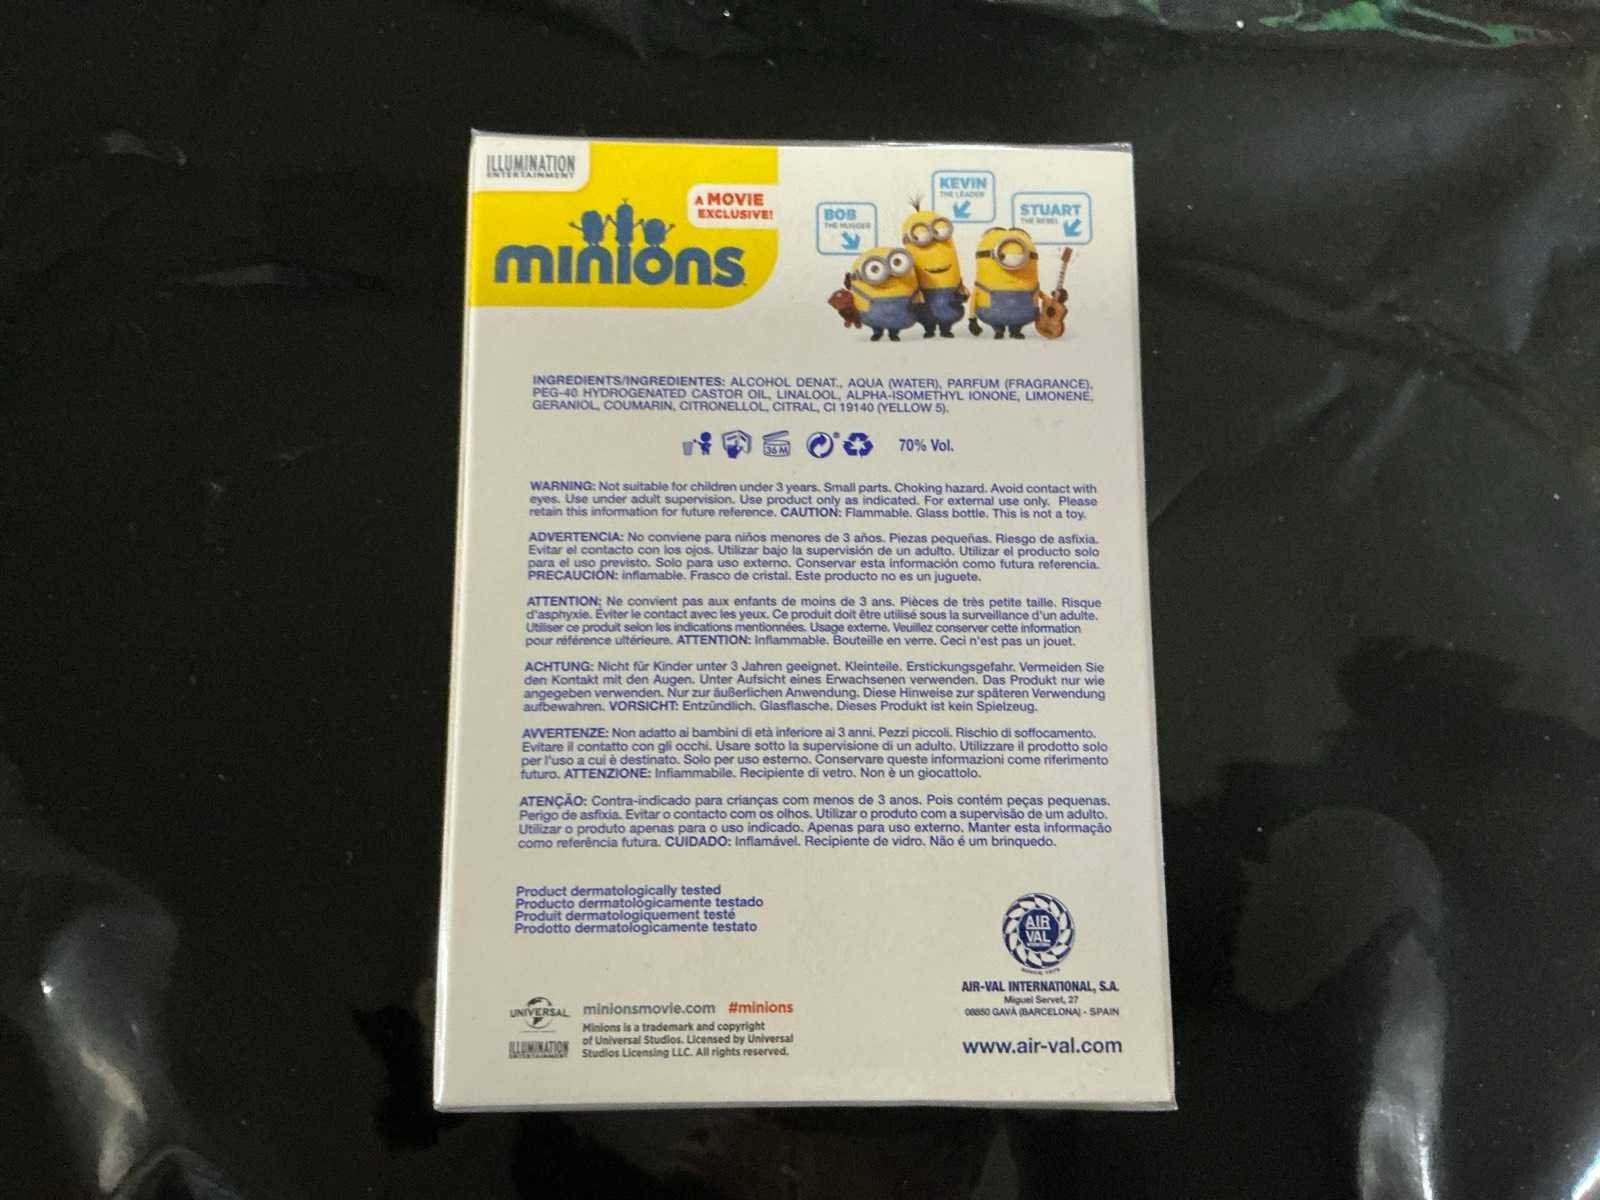 ILLUMINATION
ENTERTAINMENT
A MOVIE
EXCLUSIVE!
minions
BOB
THE HUGGER
KEVIN
THE LEADER
STUART
THE REBEL
INGREDIENTS/INGREDIENTES: ALCOHOL DENAT., AQUA (WATER), PARFUM (FRAGRANCE),
PEG-40 HYDROGENATED CASTOR OIL, LINALOOL, ALPHA-ISOMETHYL IONONE, LIMONENE,
GERANIOL, COUMARIN, CITRONELLOL, CITRAL, CI 19140 (YELLOW 5).
36 M
70% Vol.
WARNING: Not suitable for children under 3 years. Small parts. Choking hazard. Avoid contact with
eyes. Use under adult supervision. Use product only as indicated. For external use only. Please
retain this information for future reference. CAUTION: Flammable. Glass bottle. This is not a toy.
ADVERTENCIA: No conviene para niños menores de 3 años. Piezas pequeñas. Riesgo de asfixia.
Evitar el contacto con los ojos. Utilizar bajo la supervisión de un adulto. Utilizar el producto solo
para el uso previsto. Solo para uso externo. Conservar esta información como futura referencia.
PRECAUCIÓN: inflamable. Frasco de cristal. Este producto no es un juguete.
ATTENTION: Ne convient pas aux enfants de moins de 3 ans. Pièces de très petite taille. Risque
d'asphyxie. Éviter le contact avec les yeux. Ce produit doit être utilisé sous la surveillance d'un adulte.
Utiliser ce produit selon les indications mentionnées. Usage externe. Veuillez conserver cette information
pour référence ultérieure. ATTENTION: Inflammable. Bouteille en verre. Ceci n'est pas un jouet.
ACHTUNG: Nicht für Kinder unter 3 Jahren geeignet. Kleinteile. Erstickungsgefahr. Vermeiden Sie
den Kontakt mit den Augen. Unter Aufsicht eines Erwachsenen verwenden. Das Produkt nur wie
angegeben verwenden. Nur zur äußerlichen Anwendung. Diese Hinweise zur späteren Verwendung
aufbewahren. VORSICHT: Entzündlich. Glasflasche. Dieses Produkt ist kein Spielzeug.
AVVERTENZE: Non adatto ai bambini di età inferiore ai 3 anni. Pezzi piccoli. Rischio di soffocamento.
Evitare il contatto con gli occhi. Usare sotto la supervisione di un adulto. Utilizzare il prodotto solo
per l'uso a cui è destinato. Solo per uso esterno. Conservare queste informazioni come riferimento
futuro. ATTENZIONE: Infiammabile. Recipiente di vetro. Non è un giocattolo.
ATENÇÃO: Contra-indicado para crianças com menos de 3 anos. Pois contém peças pequenas.
Perigo de asfixia. Evitar o contacto com os olhos. Utilizar o produto com a supervisão de um adulto.
Utilizar o produto apenas para o uso indicado. Apenas para uso externo. Manter esta informação
como referência futura. CUIDADO: Inflamável. Recipiente de vidro. Não é um brinquedo.
Product dermatologically tested
Producto dermatológicamente testado
Produit dermatologiquement testé
Prodotto dermatologicamente testato
AIR
VAL
INTERNATIONAL
SINCE 1979
AIR-VAL INTERNATIONAL, S.A.
Miguel Servet, 27
08850 GAVÀ (BARCELONA) - SPAIN
www.air-val.com
UNIVERSAL
ILLUMINATION
ENTERTAINMENT
minionsmovie.com #minions
Minions is a trademark and copyright
of Universal Studios. Licensed by Universal
Studios Licensing LLC. All rights reserved.